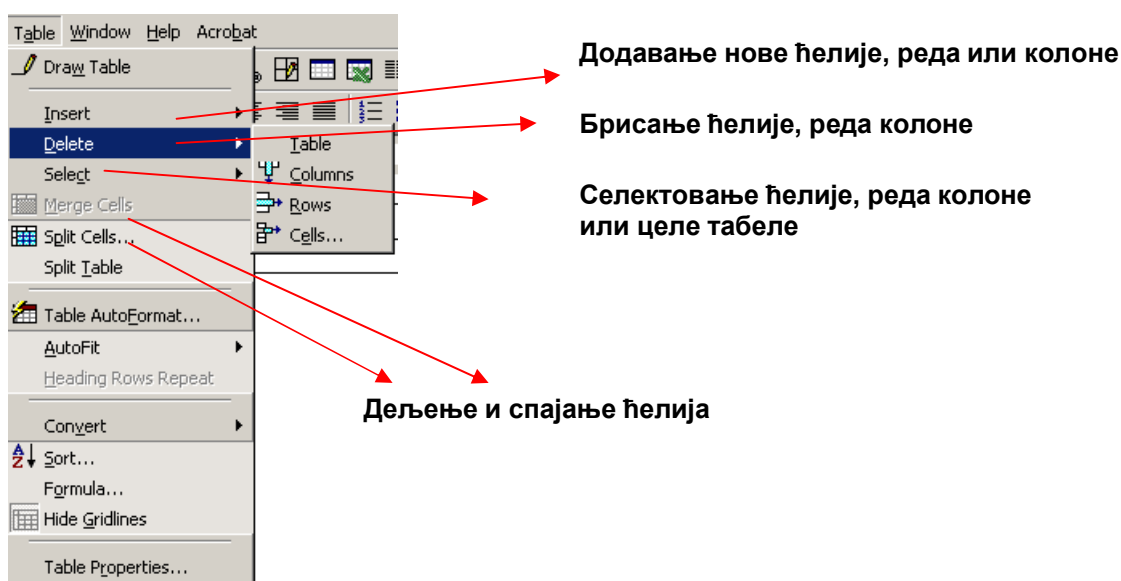 Table Window Help Acrobat
Draw Table
Insert
Delete
Select
Merge Cells
Split Cells...
Split Table
Table AutoFormat...
AutoFit
Heading Rows Repeat
Convert
Sort...
Formula...
Hide Gridlines
Table Properties...
Table
Columns
Rows
Cells...
Додавање нове ћелије, реда или колоне
Брисање ћелије, реда колоне
Селектовање ћелије, реда колоне
или целе табеле
Дељење и спајање ћелија